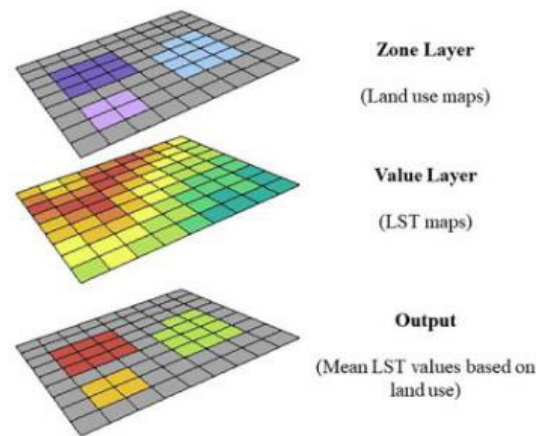 Zone Layer
(Land use maps)
Value Layer
(LST maps)
Output
(Mean LST values based on
land use)